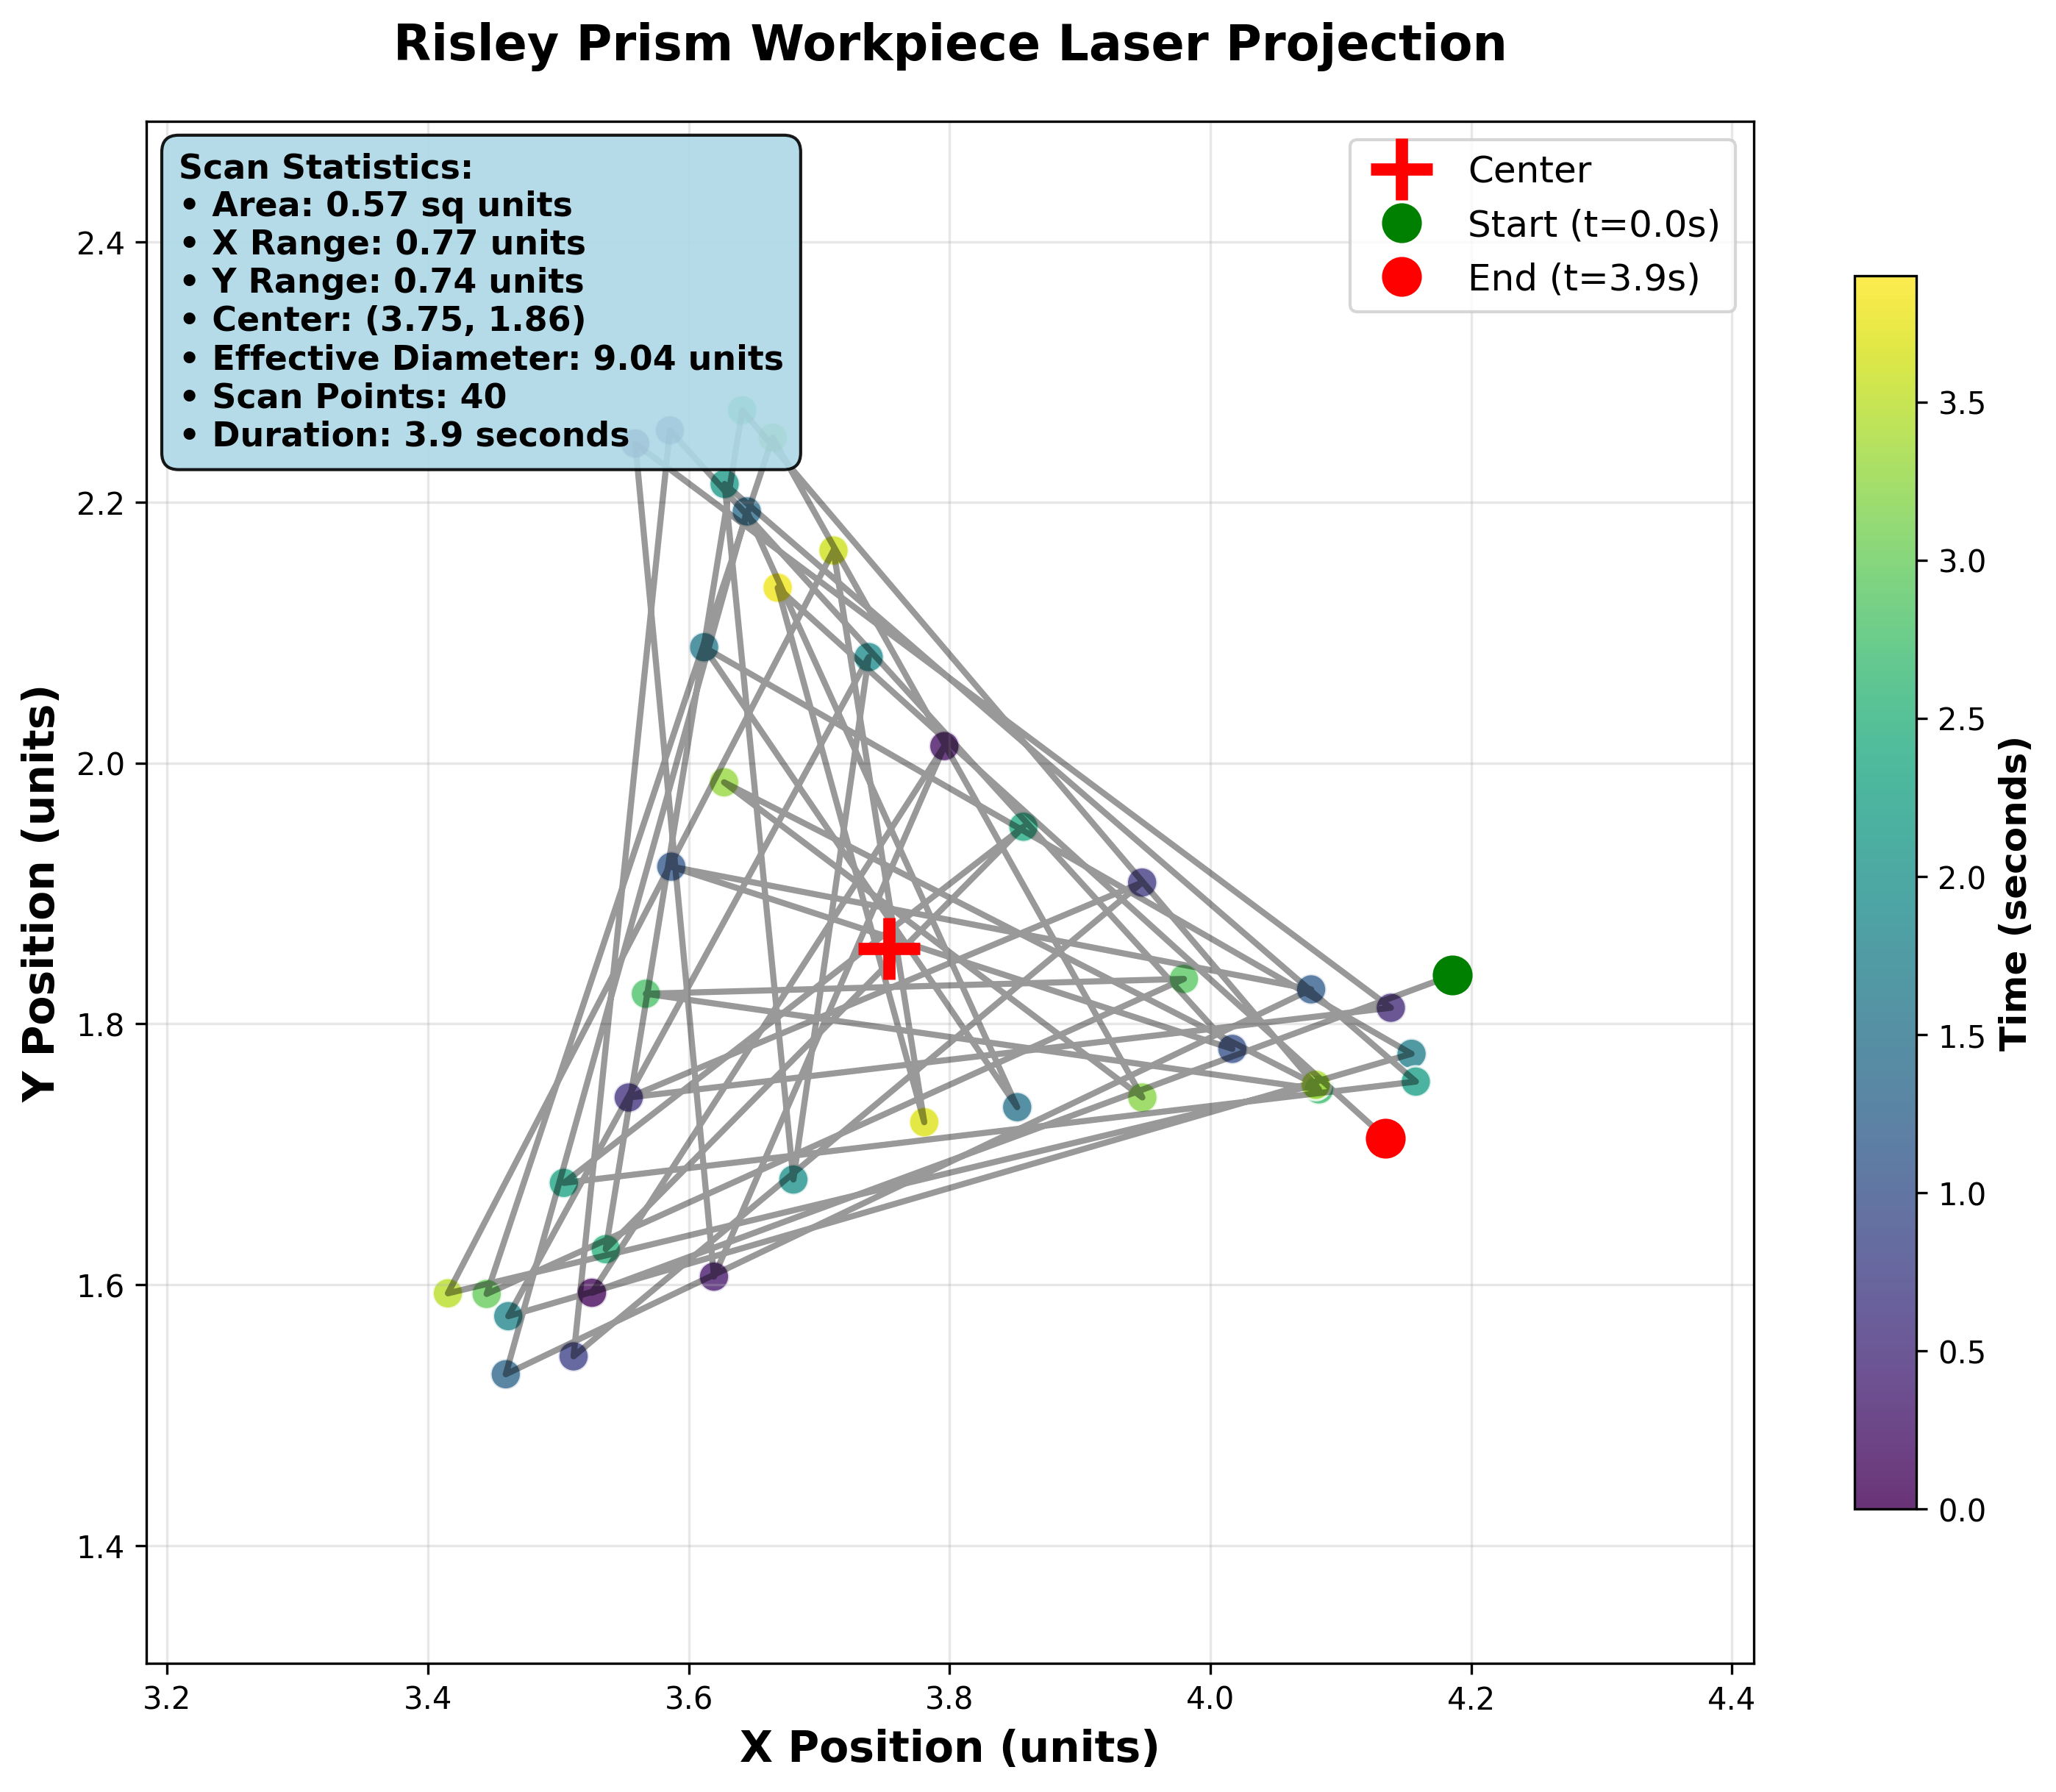 Risley Prism Workpiece Laser Projection
Scan Statistics:
• Area: 0.57 sq units
• X Range: 0.77 units
• Y Range: 0.74 units
• Center: (3.75, 1.86)
• Effective Diameter: 9.04 units
• Scan Points: 40
• Duration: 3.9 seconds
Center
Start (t=0.0s)
End (t=3.9s)
Y Position (units)
2.4
2.2
2.0
1.8
1.6
1.4
3.2 3.4 3.6 3.8 4.0 4.2 4.4
X Position (units)
3.5
3.0
2.5
2.0
1.5
1.0
0.5
0.0
Time (seconds)